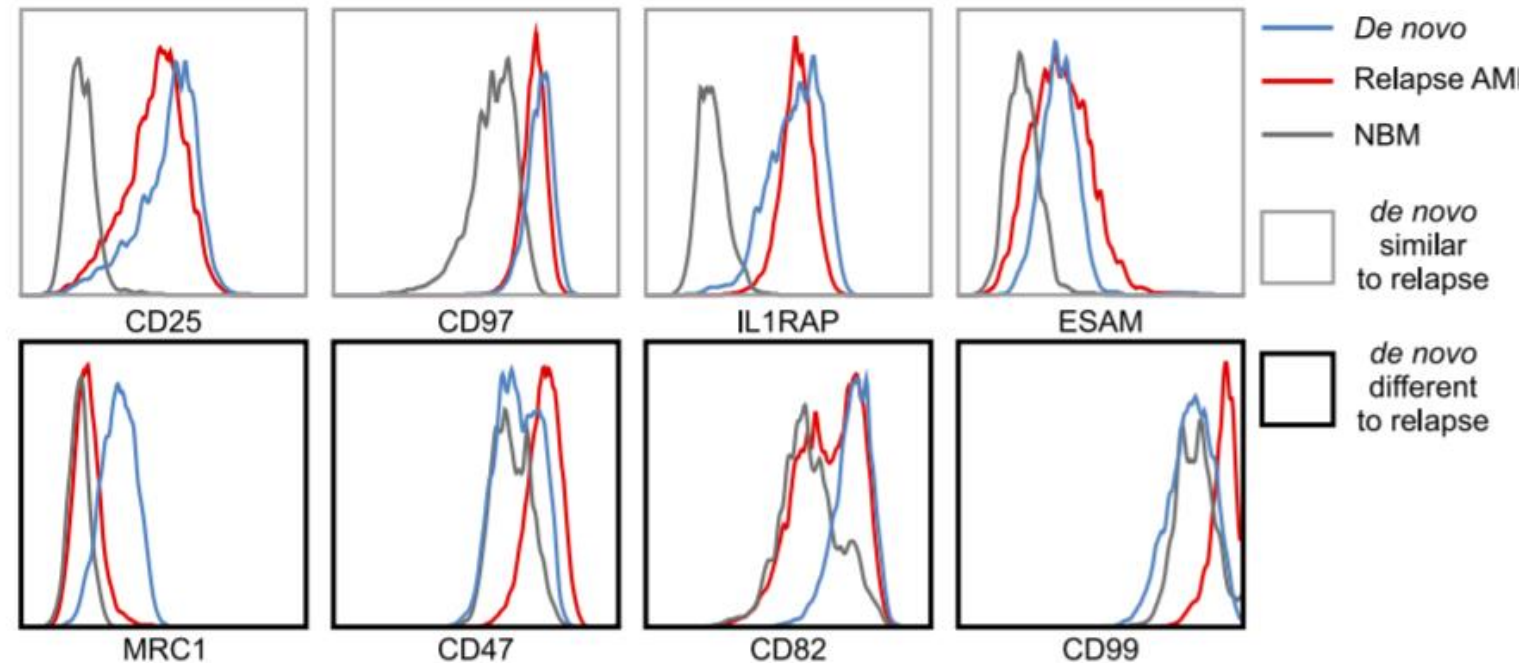 De novo
Relapse AMI
NBM
de novo
similar
to relapse
CD25
CD97
IL1RAP
ESAM
de novo
different
to relapse
MRC1
CD47
CD82
CD99